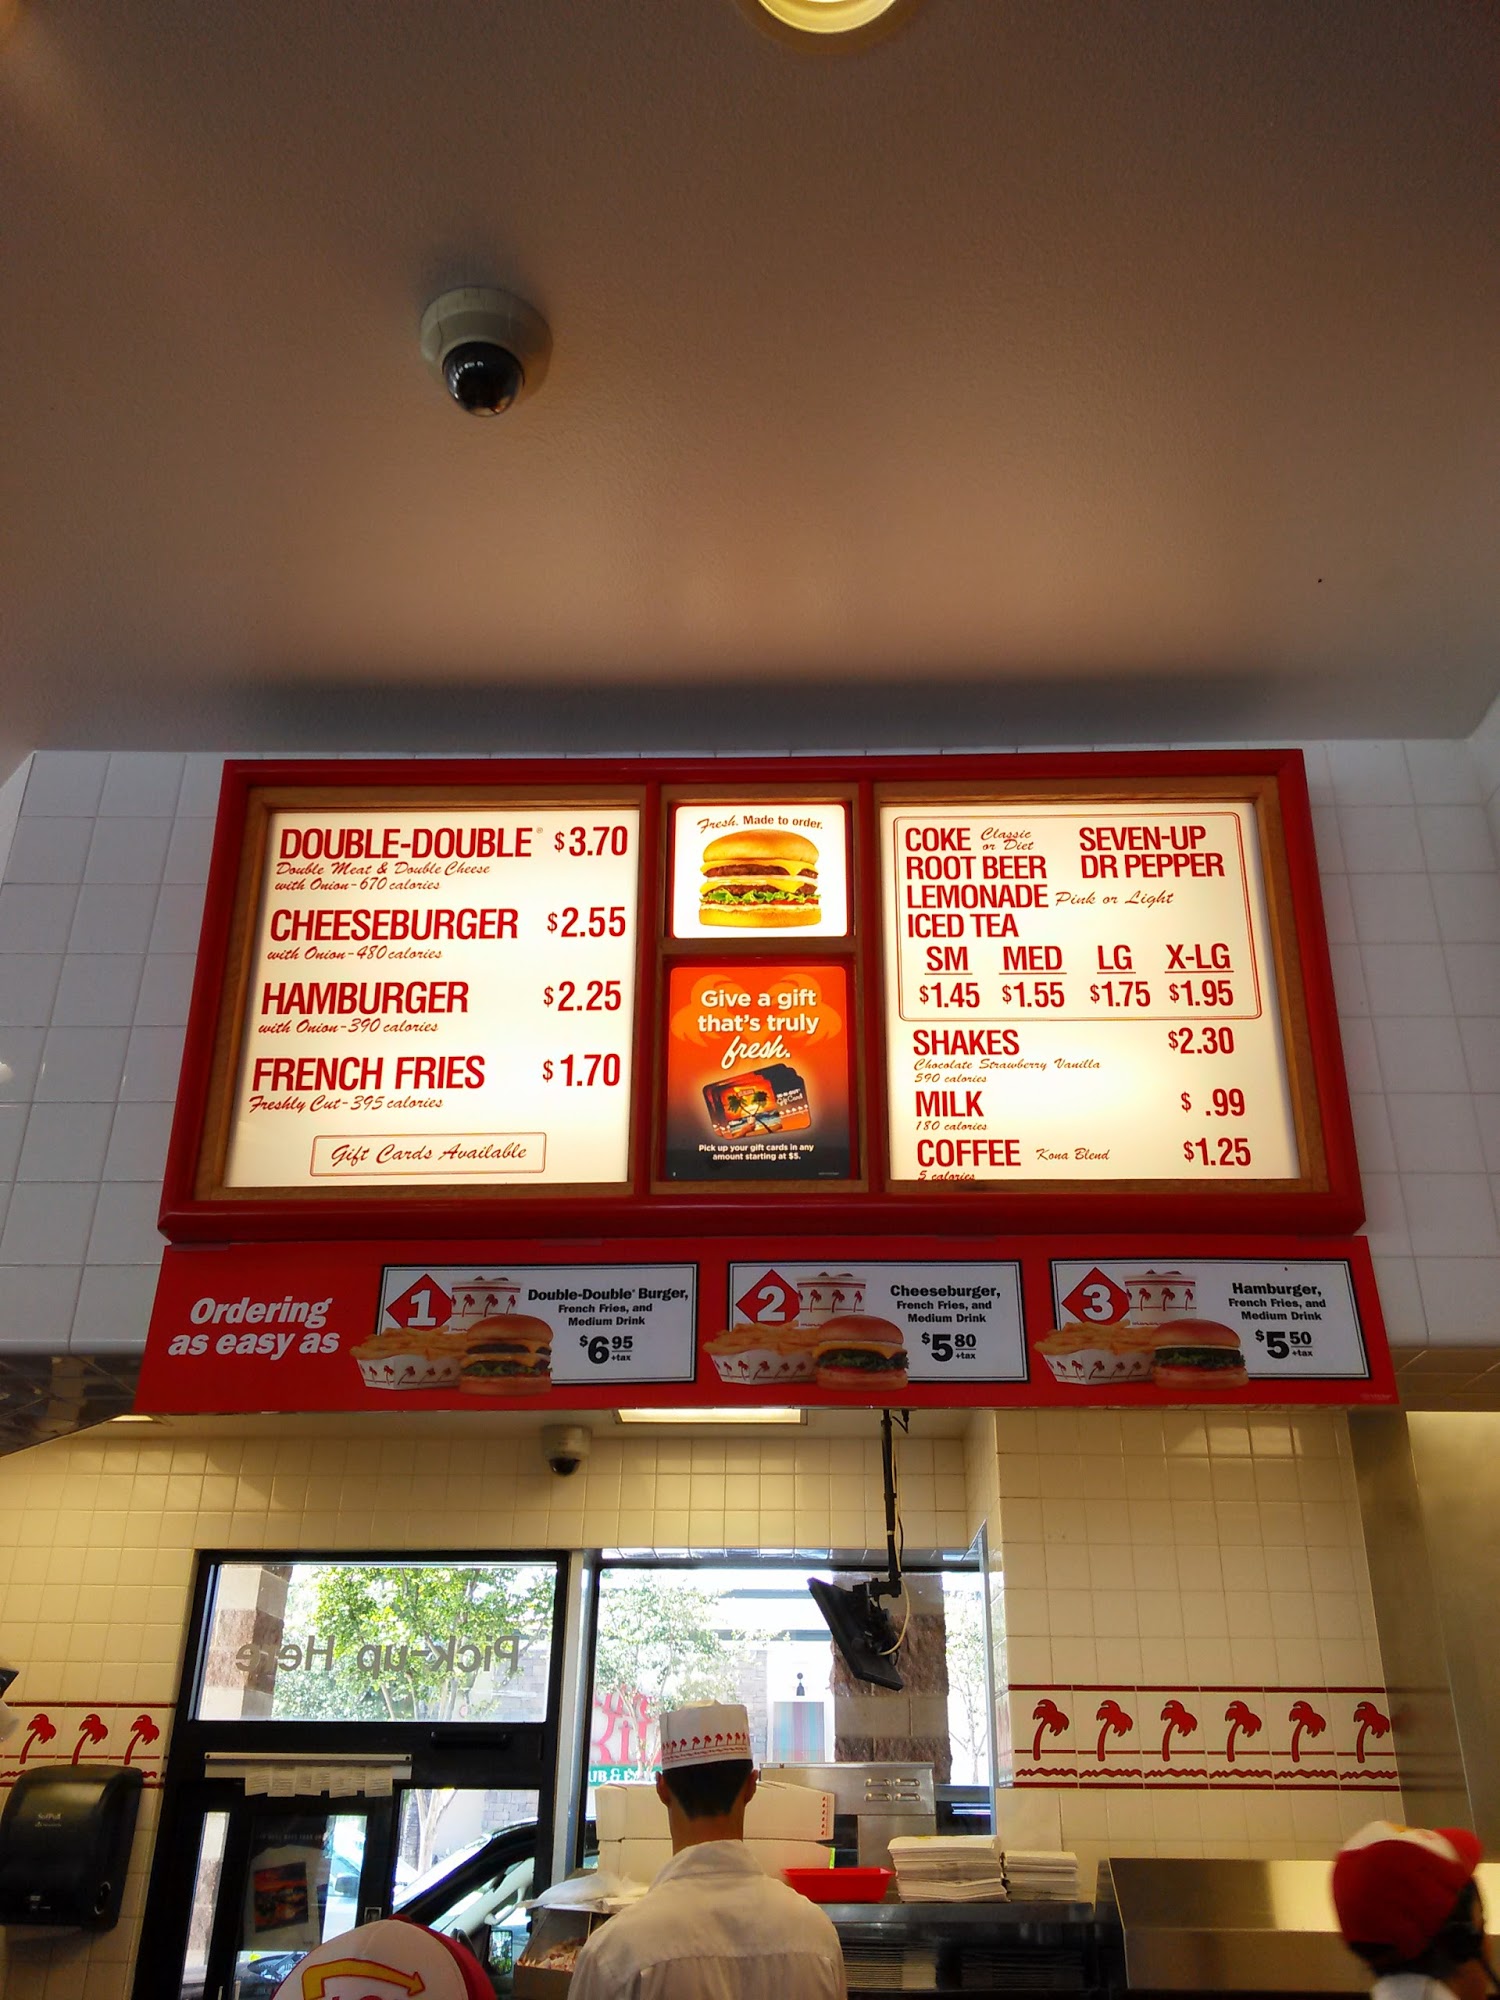 DOUBLE-DOUBLE® $3.70
Double Meat & Double Cheese
with Onion-670 calories
CHEESEBURGER $2.55
with Onion-480 calories
HAMBURGER $2.25
with Onion-390 calories
FRENCH FRIES $1.70
Freshly Cut-395 calories
Gift Cards Available
Fresh. Made to order.
Give a gift
that's truly
fresh.
Pick up your gift cards in any
amount starting at $5.
COKE Classic or Diet SEVEN-UP
ROOT BEER DR PEPPER
LEMONADE Pink or Light
ICED TEA
SM MED LG X-LG
$1.45 $1.55 $1.75 $1.95
SHAKES $2.30
Chocolate Strawberry Vanilla
590 calories
MILK $ .99
180 calories
COFFEE Kona Blend $1.25
5 calories
Ordering
as easy as
1
Double-Double® Burger,
French Fries, and
Medium Drink
$6 95
+tax
2
Cheeseburger,
French Fries, and
Medium Drink
$5 80
+tax
3
Hamburger,
French Fries, and
Medium Drink
$5 50
+tax
Pick-up Here